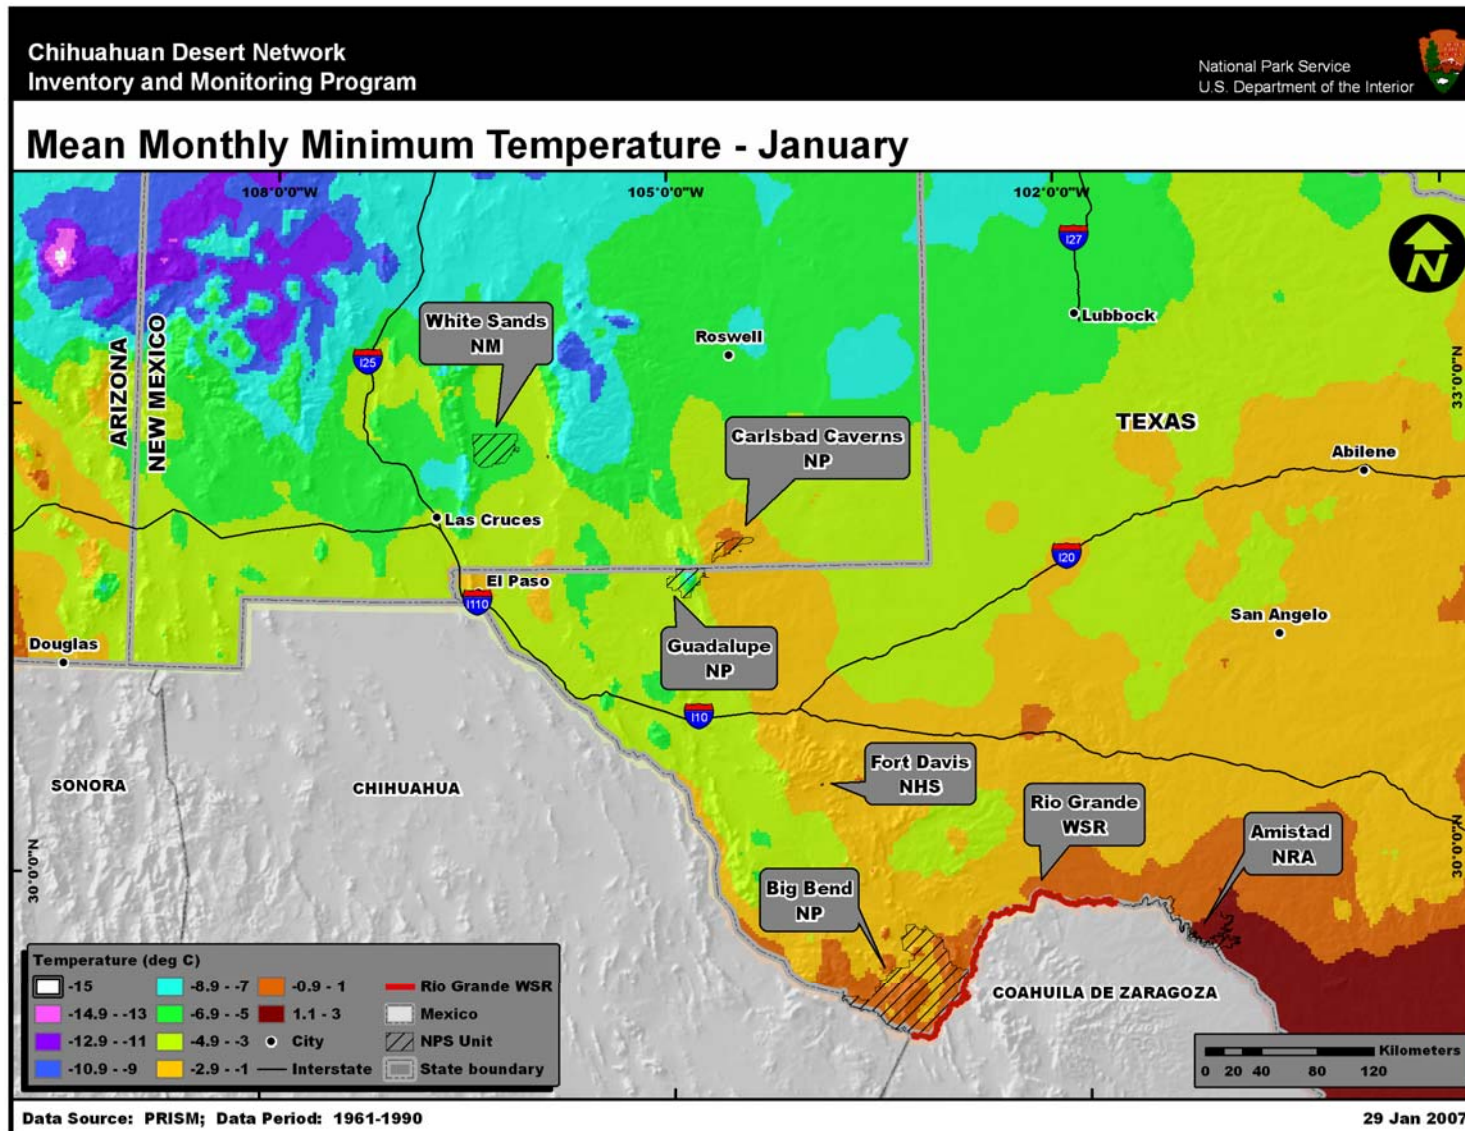 Chihuahuan Desert Network
Inventory and Monitoring Program
National Park Service
U.S. Department of the Interior
Mean Monthly Minimum Temperature - January
108°0'0"W
105°0'0"W
102°0'0"W
I27
N
White Sands
NM
Roswell
Lubbock
ARIZONA
NEW MEXICO
I25
33°0'0"N
Carlsbad Caverns
NP
TEXAS
Abilene
Las Cruces
I20
El Paso
I110
San Angelo
Douglas
Guadalupe
NP
I10
SONORA
CHIHUAHUA
Fort Davis
NHS
Rio Grande
WSR
Amistad
NRA
30°0'0"N
30°0'0"N
Big Bend
NP
COAHUILA DE ZARAGOZA
Temperature (deg C)
-15
-14.9 - -13
-12.9 - -11
-10.9 - -9
-8.9 - -7
-6.9 - -5
-4.9 - -3
-2.9 - -1
-0.9 - 1
1.1 - 3
City
Interstate
Rio Grande WSR
Mexico
NPS Unit
State boundary
Kilometers
0 20 40 80 120
Data Source: PRISM; Data Period: 1961-1990
29 Jan 2007